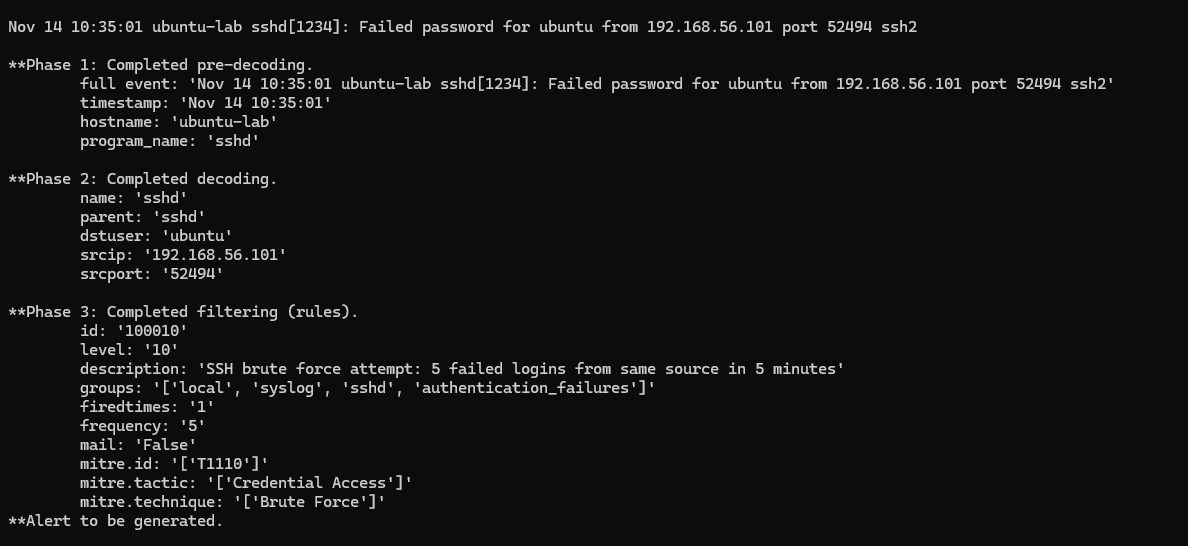 Nov 14 10:35:01 ubuntu-lab sshd[1234]: Failed password for ubuntu from 192.168.56.101 port 52494 ssh2
**Phase 1: Completed pre-decoding.
full event: 'Nov 14 10:35:01 ubuntu-lab sshd[1234]: Failed password for ubuntu from 192.168.56.101 port 52494 ssh2'
timestamp: 'Nov 14 10:35:01'
hostname: 'ubuntu-lab'
program_name: 'sshd'
**Phase 2: Completed decoding.
name: 'sshd'
parent: 'sshd'
dstuser: 'ubuntu'
srcip: '192.168.56.101'
srcport: '52494'
**Phase 3: Completed filtering (rules).
id: '100010'
level: '10'
description: 'SSH brute force attempt: 5 failed logins from same source in 5 minutes'
groups: '['local', 'syslog', 'sshd', 'authentication_failures']'
firedtimes: '1'
frequency: '5'
mail: 'False'
mitre.id: '['T1110']'
mitre.tactic: '['Credential Access']'
mitre.technique: '['Brute Force']'
**Alert to be generated.